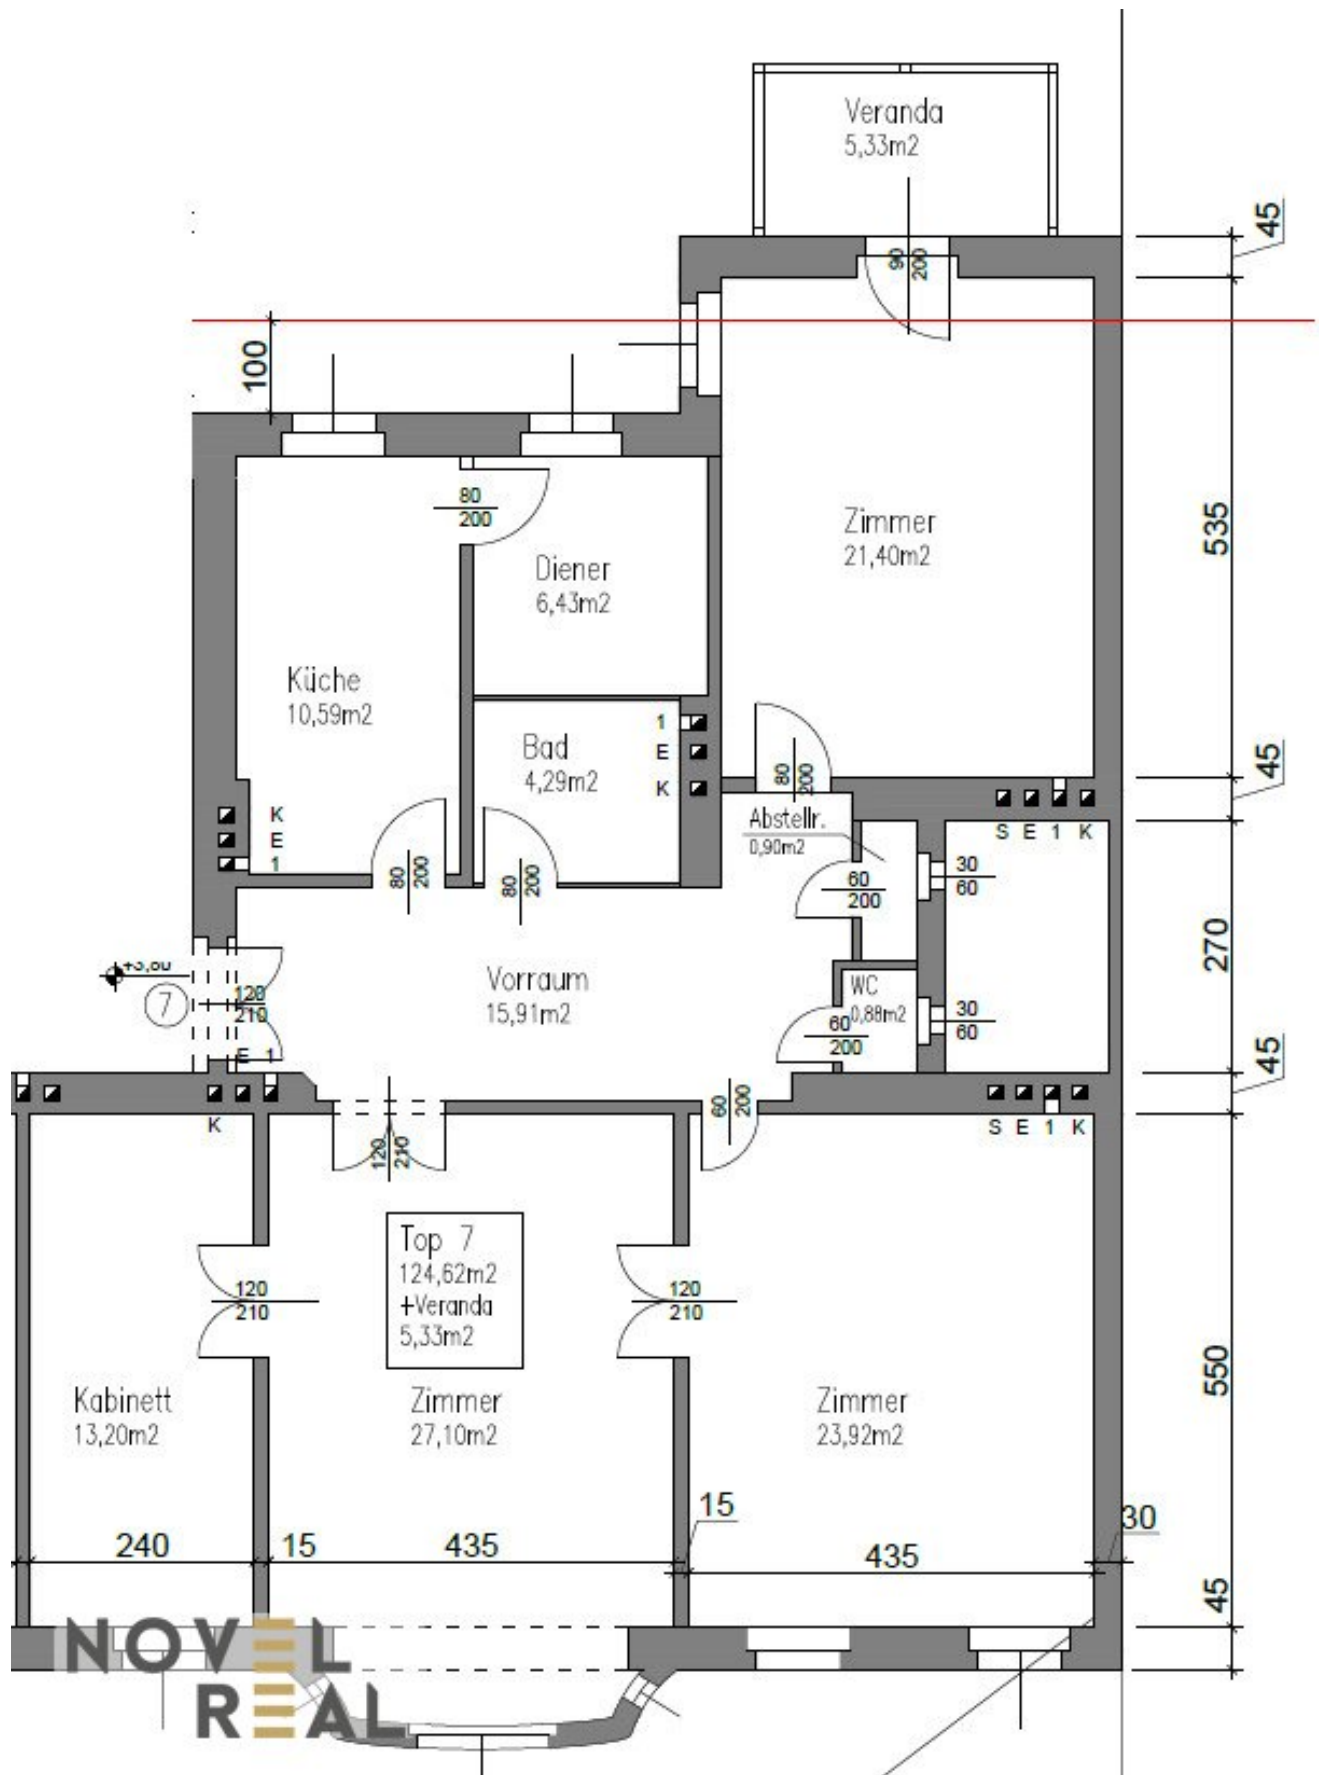 Veranda
5,33m2
45
90
200
100
80
200
Zimmer
21,40m2
535
Diener
6,43m2
Küche
10,59m2
1
E
K
Bad
4,29m2
80
200
45
K
E
1
Abstellr.
0,90m2
S E 1 K
80
200
80
200
60
200
30
60
270
7
120
210
Vorraum
15,91m2
WC
0,88m2
60
200
30
60
E 1
45
K
60
200
S E 1 K
120
210
Top 7
124,62m2
+Veranda
5,33m2
120
210
120
210
550
Kabinett
13,20m2
Zimmer
27,10m2
Zimmer
23,92m2
15
30
240
15
435
435
45
NOVEL
REAL